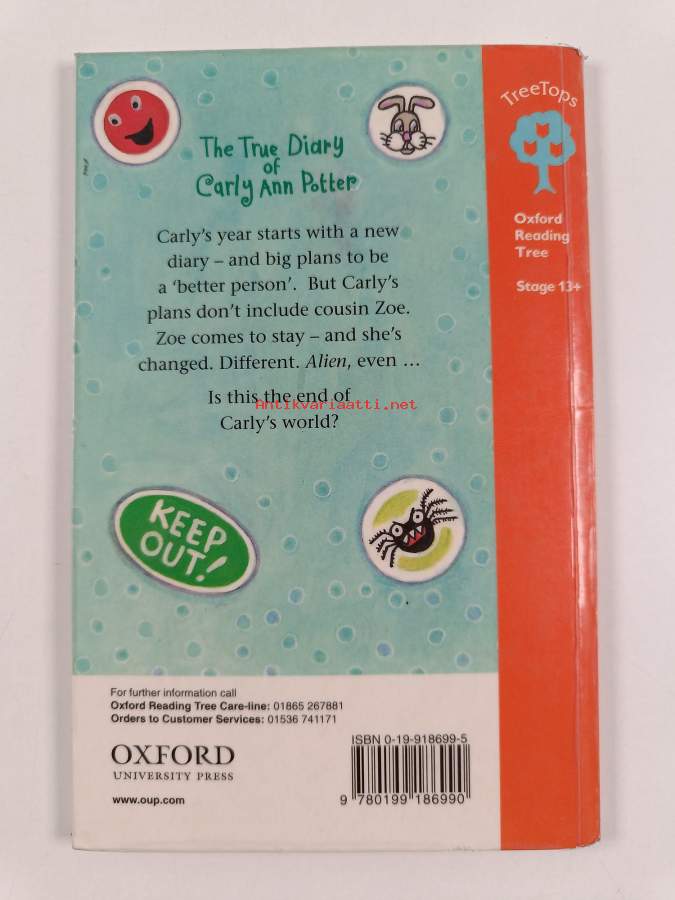 The True Diary
of
Carly Ann Potter
Carly's year starts with a new
diary – and big plans to be
a 'better person'. But Carly's
plans don't include cousin Zoe.
Zoe comes to stay – and she's
changed. Different. Alien, even …
Is this the end of
Carly's world?
Antikvariaatti.net
KEEP
OUT!
TreeTops
Oxford
Reading
Tree
Stage 13+
For further information call
Oxford Reading Tree Care-line: 01865 267881
Orders to Customer Services: 01536 741171
OXFORD
UNIVERSITY PRESS
www.oup.com
ISBN 0-19-918699-5
9 780199 186990